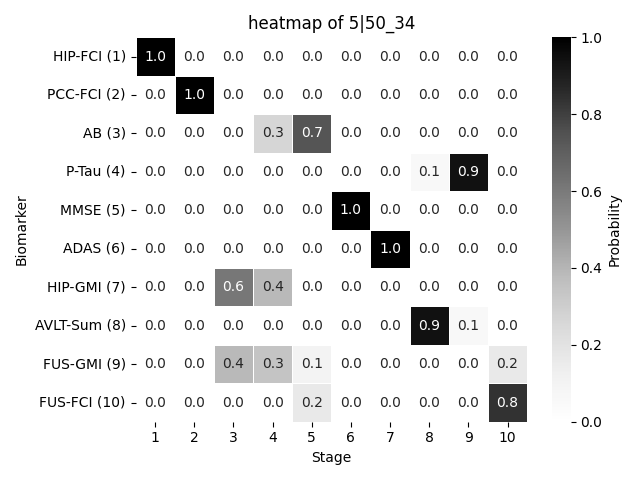 heatmap of 5|50_34
HIP-FCI (1) 1.0 0.0 0.0 0.0 0.0 0.0 0.0 0.0 0.0 0.0
PCC-FCI (2) 0.0 1.0 0.0 0.0 0.0 0.0 0.0 0.0 0.0 0.0
AB (3) 0.0 0.0 0.0 0.3 0.7 0.0 0.0 0.0 0.0 0.0
P-Tau (4) 0.0 0.0 0.0 0.0 0.0 0.0 0.0 0.1 0.9 0.0
MMSE (5) 0.0 0.0 0.0 0.0 0.0 1.0 0.0 0.0 0.0 0.0
ADAS (6) 0.0 0.0 0.0 0.0 0.0 0.0 1.0 0.0 0.0 0.0
HIP-GMI (7) 0.0 0.0 0.6 0.4 0.0 0.0 0.0 0.0 0.0 0.0
AVLT-Sum (8) 0.0 0.0 0.0 0.0 0.0 0.0 0.0 0.9 0.1 0.0
FUS-GMI (9) 0.0 0.0 0.4 0.3 0.1 0.0 0.0 0.0 0.0 0.2
FUS-FCI (10) 0.0 0.0 0.0 0.0 0.2 0.0 0.0 0.0 0.0 0.8
1 2 3 4 5 6 7 8 9 10
Stage
Biomarker
1.0
0.8
0.6
0.4
0.2
0.0
Probability